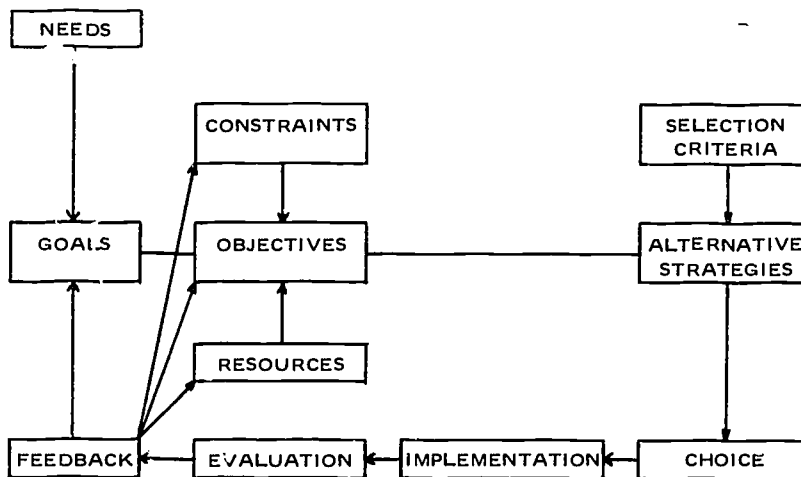 NEEDS
CONSTRAINTS
SELECTION
CRITERIA
GOALS
OBJECTIVES
ALTERNATIVE
STRATEGIES
RESOURCES
FEEDBACK
EVALUATION
IMPLEMENTATION
CHOICE